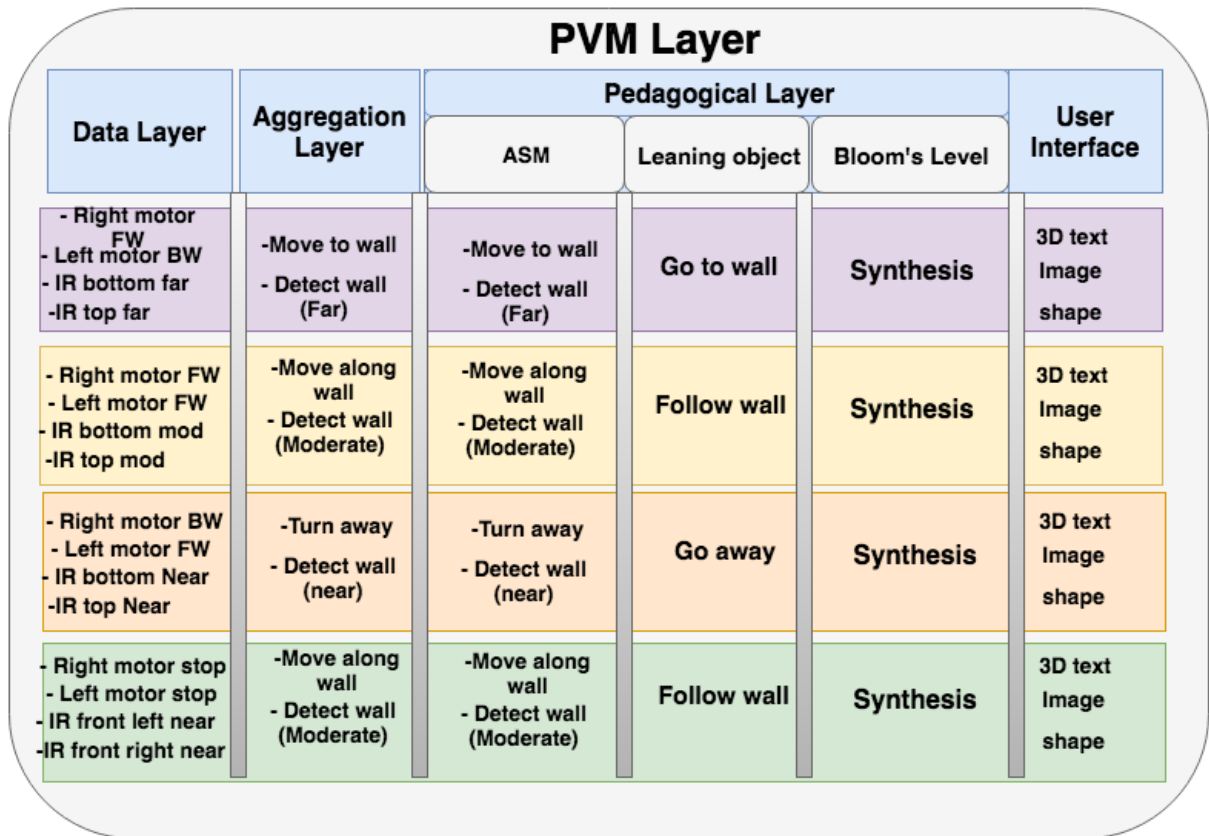 PVM Layer
Data Layer
Aggregation
Layer
Pedagogical Layer
ASM
Leaning object
Bloom's Level
User
Interface
- Right motor
FW
- Left motor BW
- IR bottom far
-IR top far
-Move to wall
- Detect wall
(Far)
-Move to wall
- Detect wall
(Far)
Go to wall
Synthesis
3D text
Image
shape
- Right motor FW
- Left motor FW
- IR bottom mod
-IR top mod
-Move along
wall
- Detect wall
(Moderate)
-Move along
wall
- Detect wall
(Moderate)
Follow wall
Synthesis
3D text
Image
shape
- Right motor BW
- Left motor FW
- IR bottom Near
-IR top Near
-Turn away
- Detect wall
(near)
-Turn away
- Detect wall
(near)
Go away
Synthesis
3D text
Image
shape
- Right motor stop
- Left motor stop
- IR front left near
-IR front right near
-Move along
wall
- Detect wall
(Moderate)
-Move along
wall
- Detect wall
(Moderate)
Follow wall
Synthesis
3D text
Image
shape